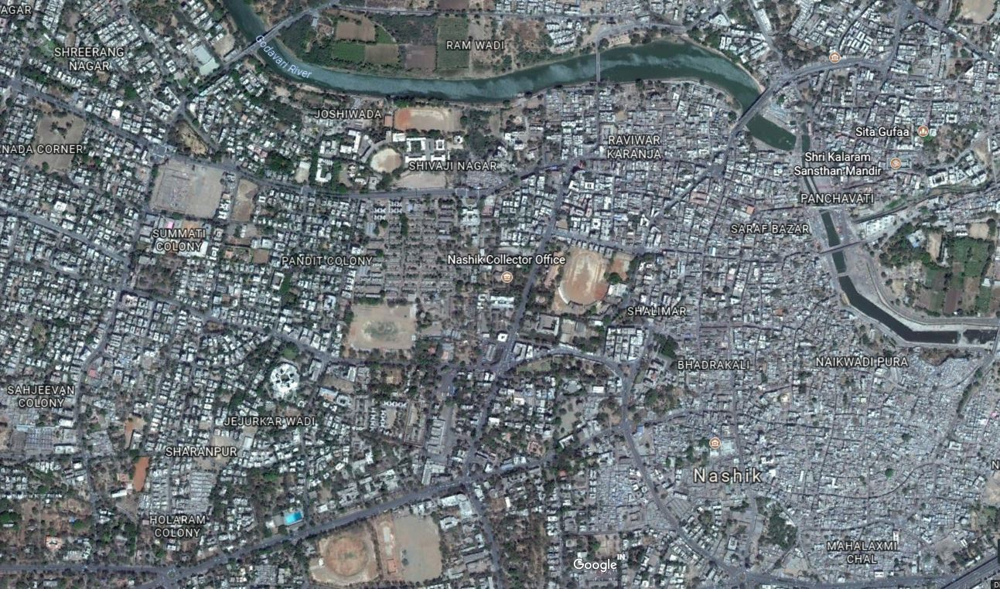 AGAR
SHREERANG
NAGAR
Godavari River
RAM WADI
JOSHIWADA
NADA CORNER
SHIVAJI NAGAR
RAVIWAR
KARANJA
Sita Gufaa
Shri Kalaram
Sansthan Mandir
PANCHAVATI
SUMMATI
COLONY
SARAF BAZAR
PANDIT COLONY
Nashik Collector Office
SHALIMAR
BHADRAKALI
NAIKWADI PURA
SAHJEEVAN
COLONY
JEJURKAR WADI
SHARANPUR
Nashik
N
HOLARAM
COLONY
MAHALAXMI
CHAL
Google
IN
D